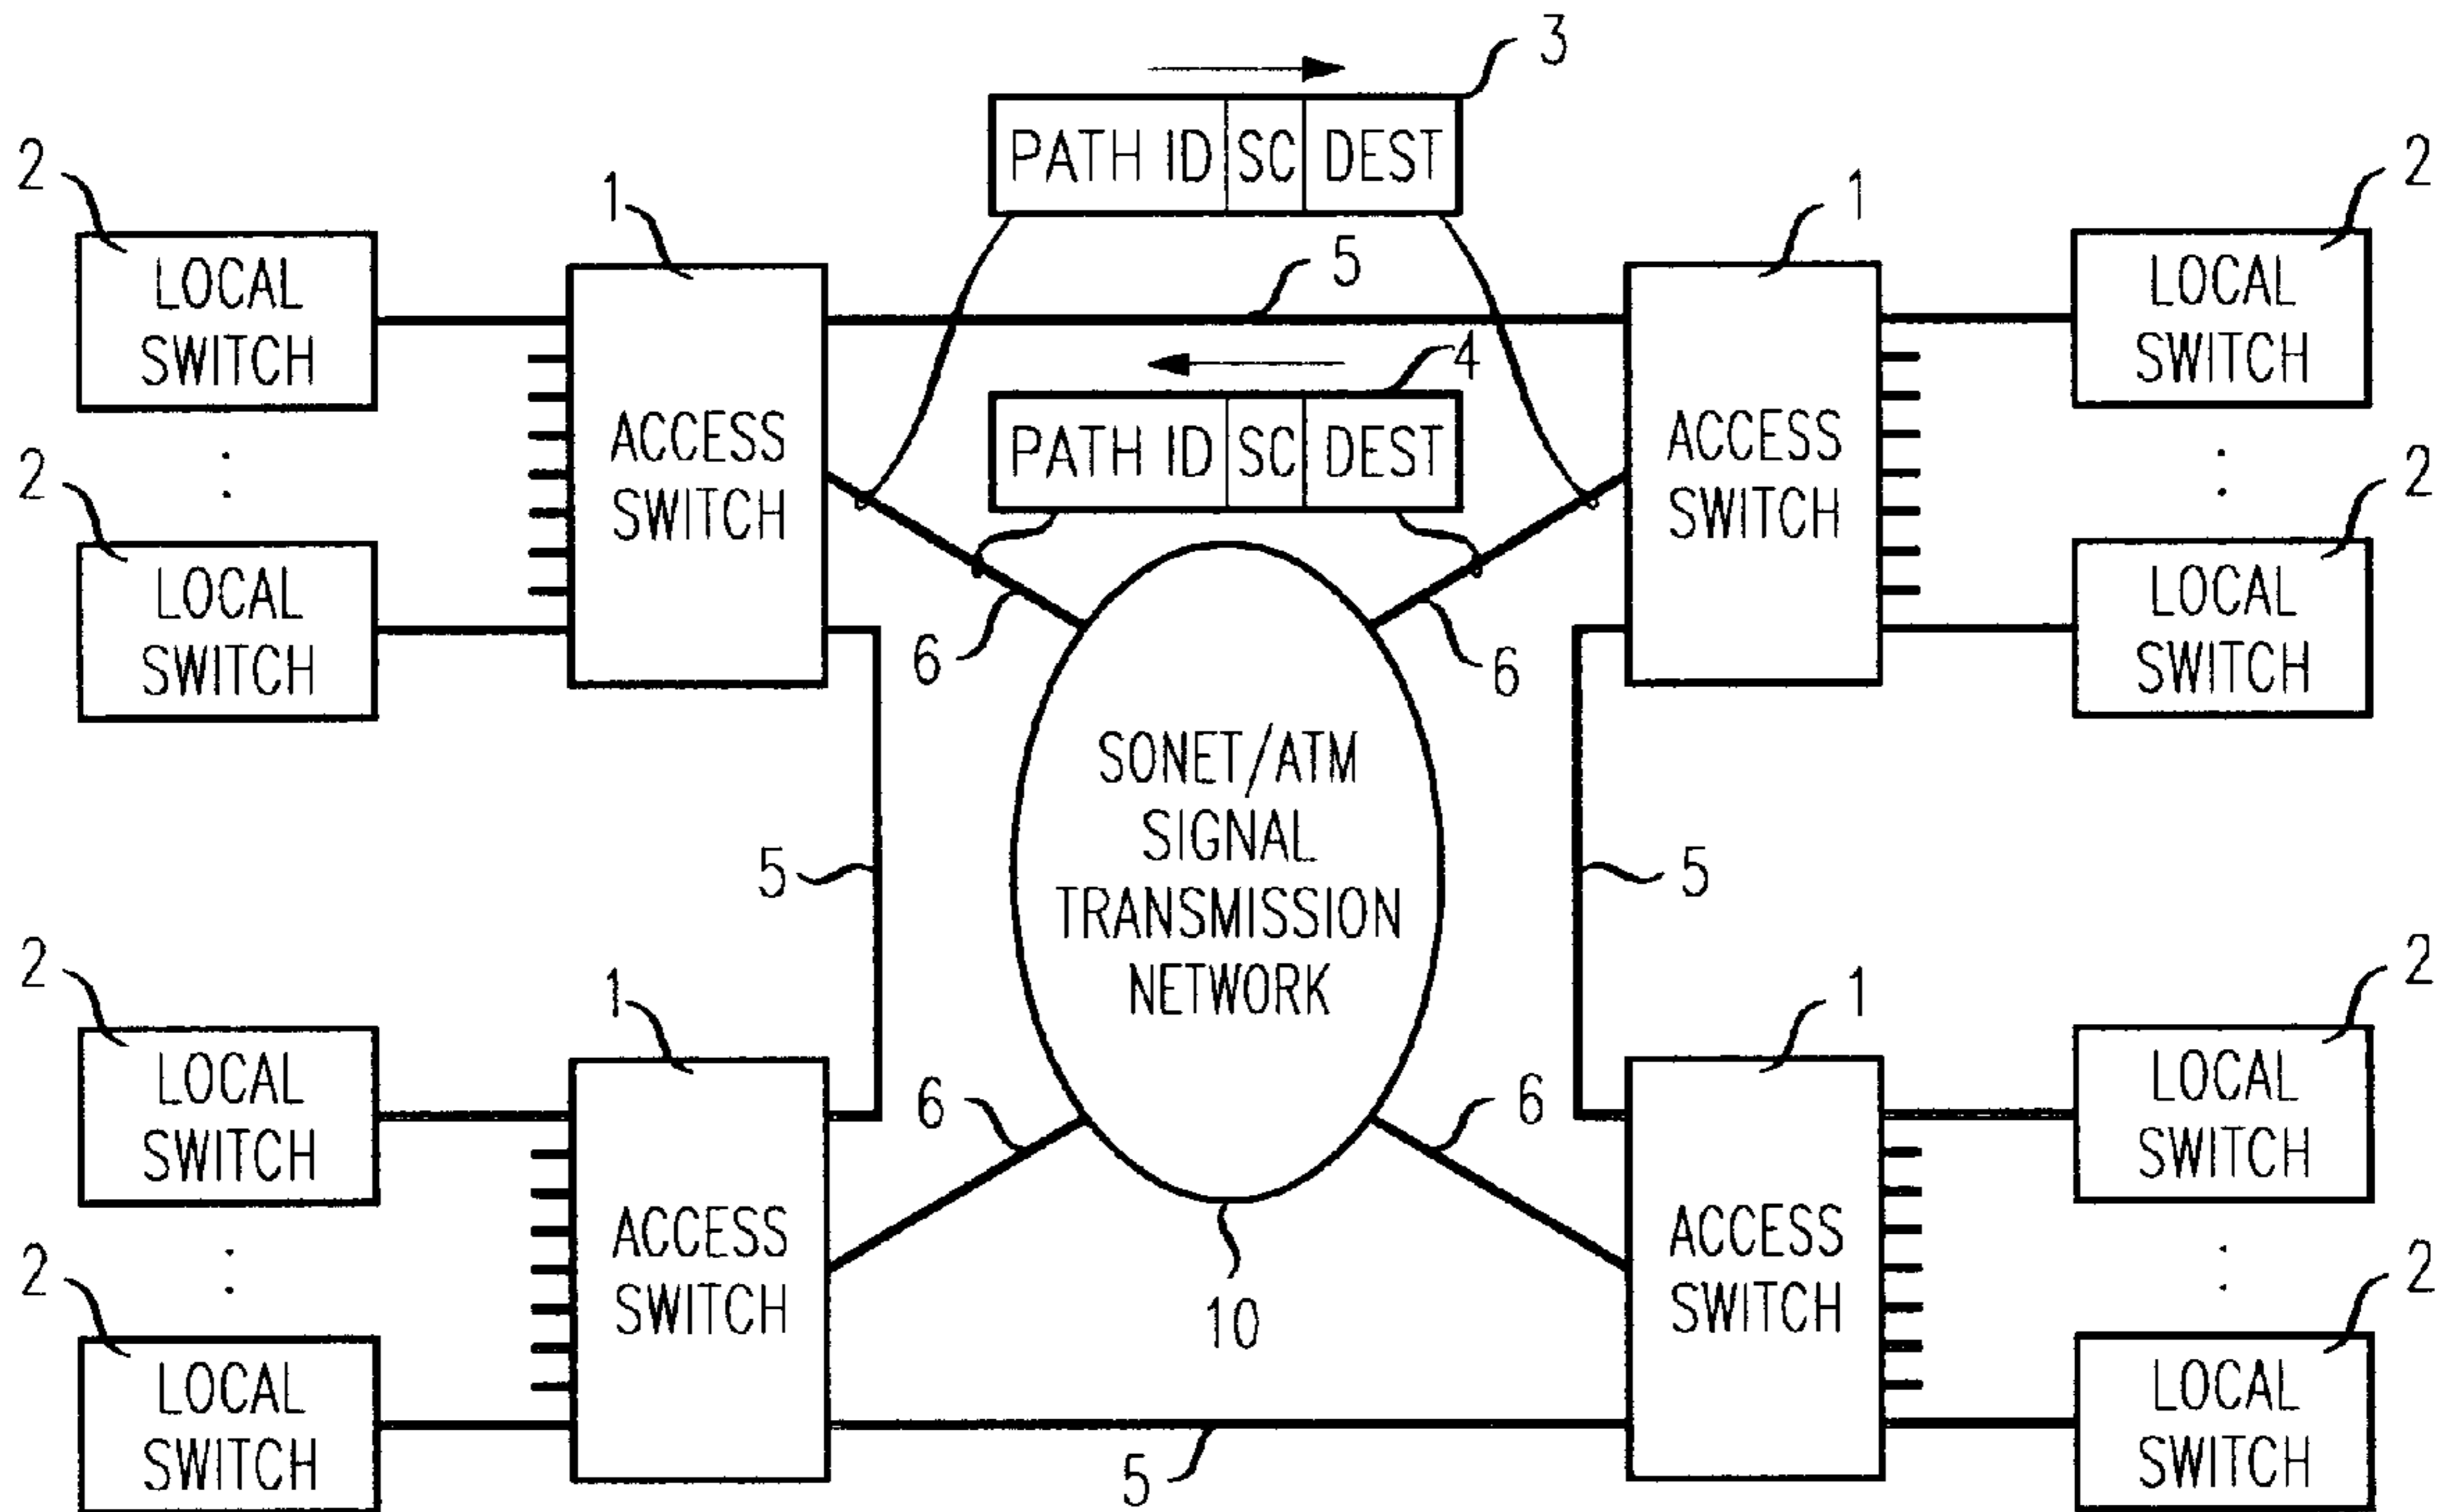 3
PATH ID SC DEST
2
1
1
2
LOCAL
SWITCH
5
LOCAL
SWITCH
4
PATH ID SC DEST
ACCESS
SWITCH
ACCESS
SWITCH
2
2
LOCAL
SWITCH
6
6
LOCAL
SWITCH
SONET/ATM
SIGNAL
TRANSMISSION
NETWORK
5
5
2
1
1
2
LOCAL
SWITCH
6
6
LOCAL
SWITCH
ACCESS
SWITCH
ACCESS
SWITCH
2
2
10
LOCAL
SWITCH
LOCAL
SWITCH
5